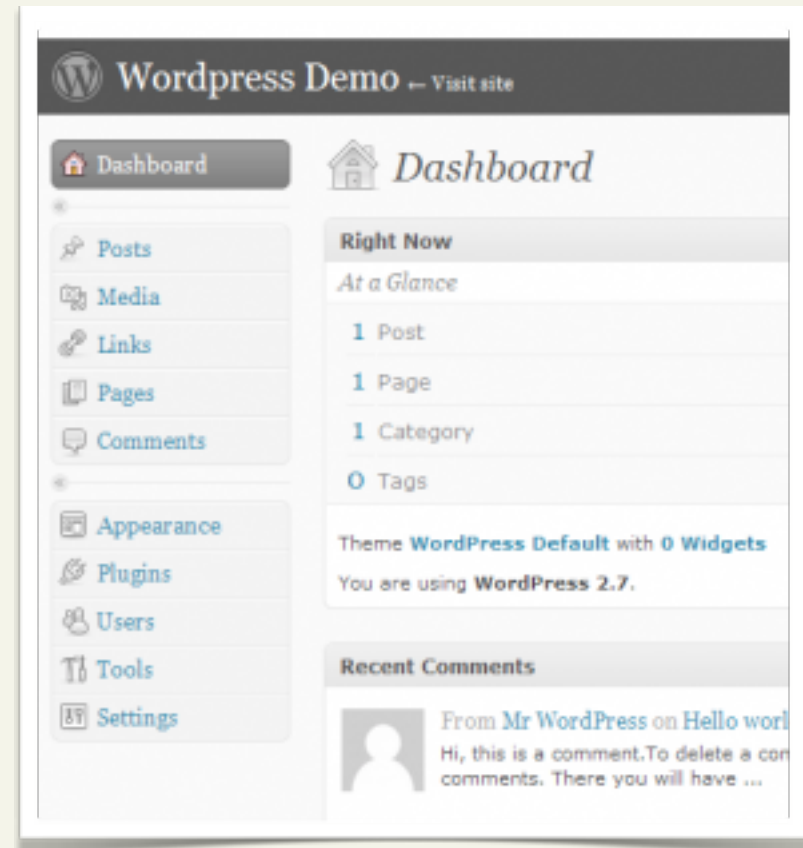 Wordpress Demo ← Visit site
Dashboard
Posts
Media
Links
Pages
Comments
Appearance
Plugins
Users
Tools
Settings
Dashboard
Right Now
At a Glance
1 Post
1 Page
1 Category
0 Tags
Theme WordPress Default with 0 Widgets
You are using WordPress 2.7.
Recent Comments
From Mr WordPress on Hello worl
Hi, this is a comment.To delete a con
comments. There you will have ...